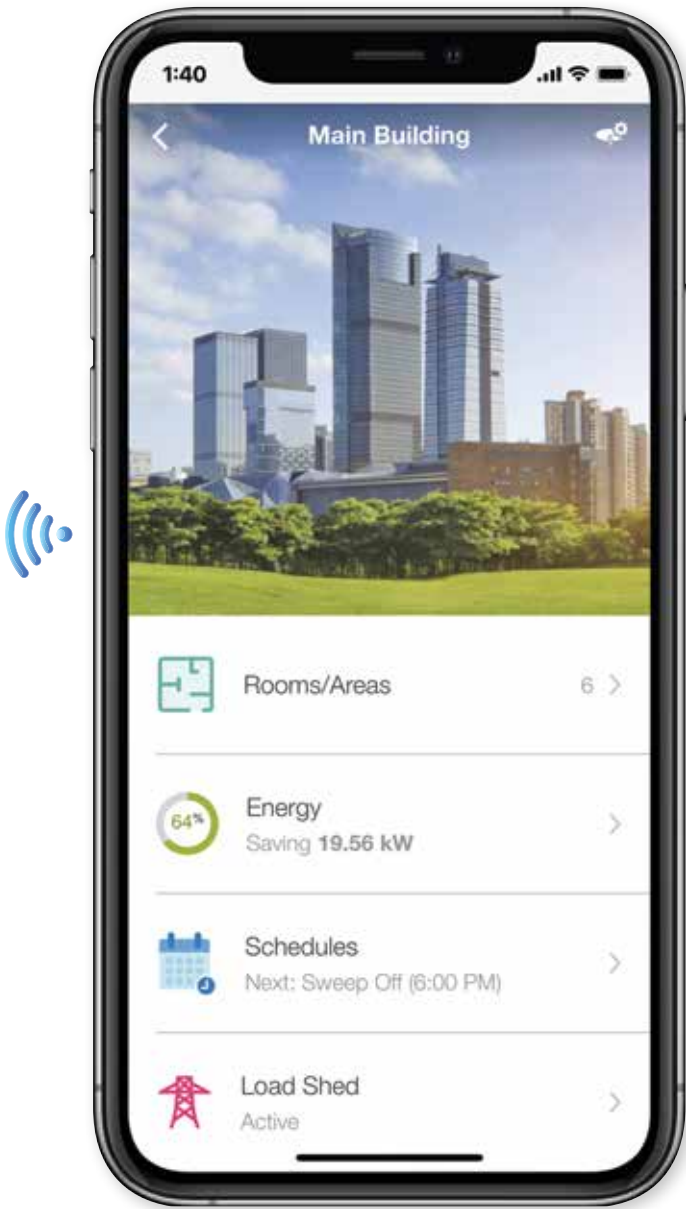 1:40
Main Building
Rooms/Areas
6
64%
Energy
Saving 19.56 kW
Schedules
Next: Sweep Off (6:00 PM)
Load Shed
Active